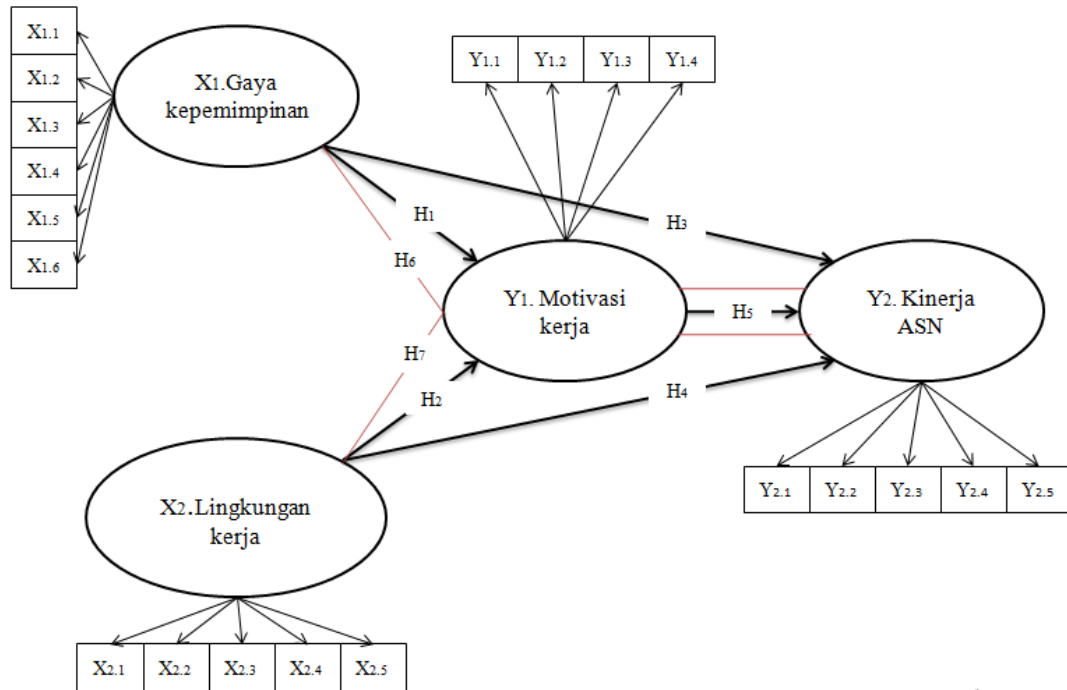 X1.1
X1.2
X1.3
X1.4
X1.5
X1.6
X1.Gaya
kepemimpinan
Y1.1 Y1.2 Y1.3 Y1.4
H1
H3
H6
Y1. Motivasi
kerja
H5
Y2. Kinerja
ASN
H7
H2
H4
X2.Lingkungan
kerja
Y2.1 Y2.2 Y2.3 Y2.4 Y2.5
X2.1 X2.2 X2.3 X2.4 X2.5